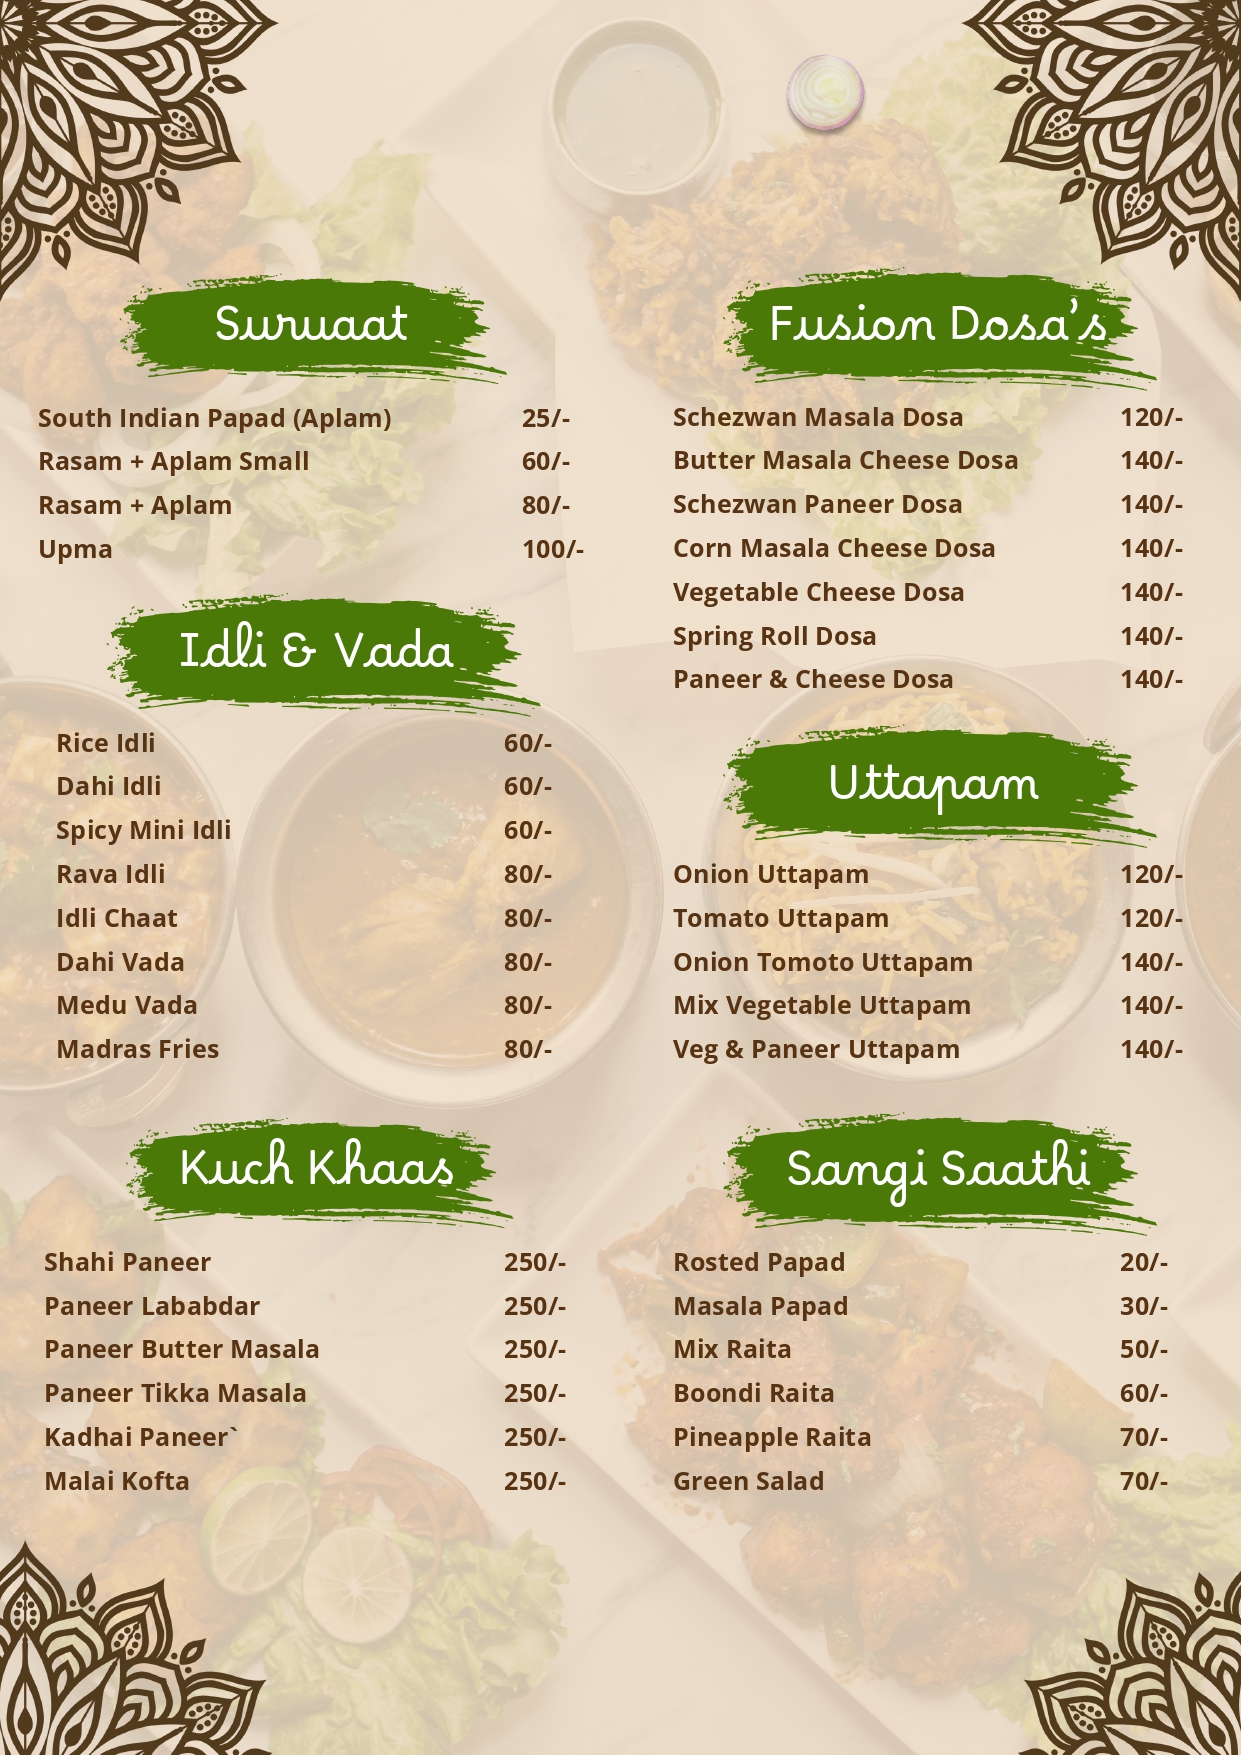 Suruaat
South Indian Papad (Aplam) 25/-
Rasam + Aplam Small 60/-
Rasam + Aplam 80/-
Upma 100/-
Idli & Vada
Rice Idli 60/-
Dahi Idli 60/-
Spicy Mini Idli 60/-
Rava Idli 80/-
Idli Chaat 80/-
Dahi Vada 80/-
Medu Vada 80/-
Madras Fries 80/-
Kuch Khaas
Shahi Paneer 250/-
Paneer Lababdar 250/-
Paneer Butter Masala 250/-
Paneer Tikka Masala 250/-
Kadhai Paneer` 250/-
Malai Kofta 250/-
Fusion Dosa's
Schezwan Masala Dosa 120/-
Butter Masala Cheese Dosa 140/-
Schezwan Paneer Dosa 140/-
Corn Masala Cheese Dosa 140/-
Vegetable Cheese Dosa 140/-
Spring Roll Dosa 140/-
Paneer & Cheese Dosa 140/-
Uttapam
Onion Uttapam 120/-
Tomato Uttapam 120/-
Onion Tomoto Uttapam 140/-
Mix Vegetable Uttapam 140/-
Veg & Paneer Uttapam 140/-
Sangi Saathi
Rosted Papad 20/-
Masala Papad 30/-
Mix Raita 50/-
Boondi Raita 60/-
Pineapple Raita 70/-
Green Salad 70/-